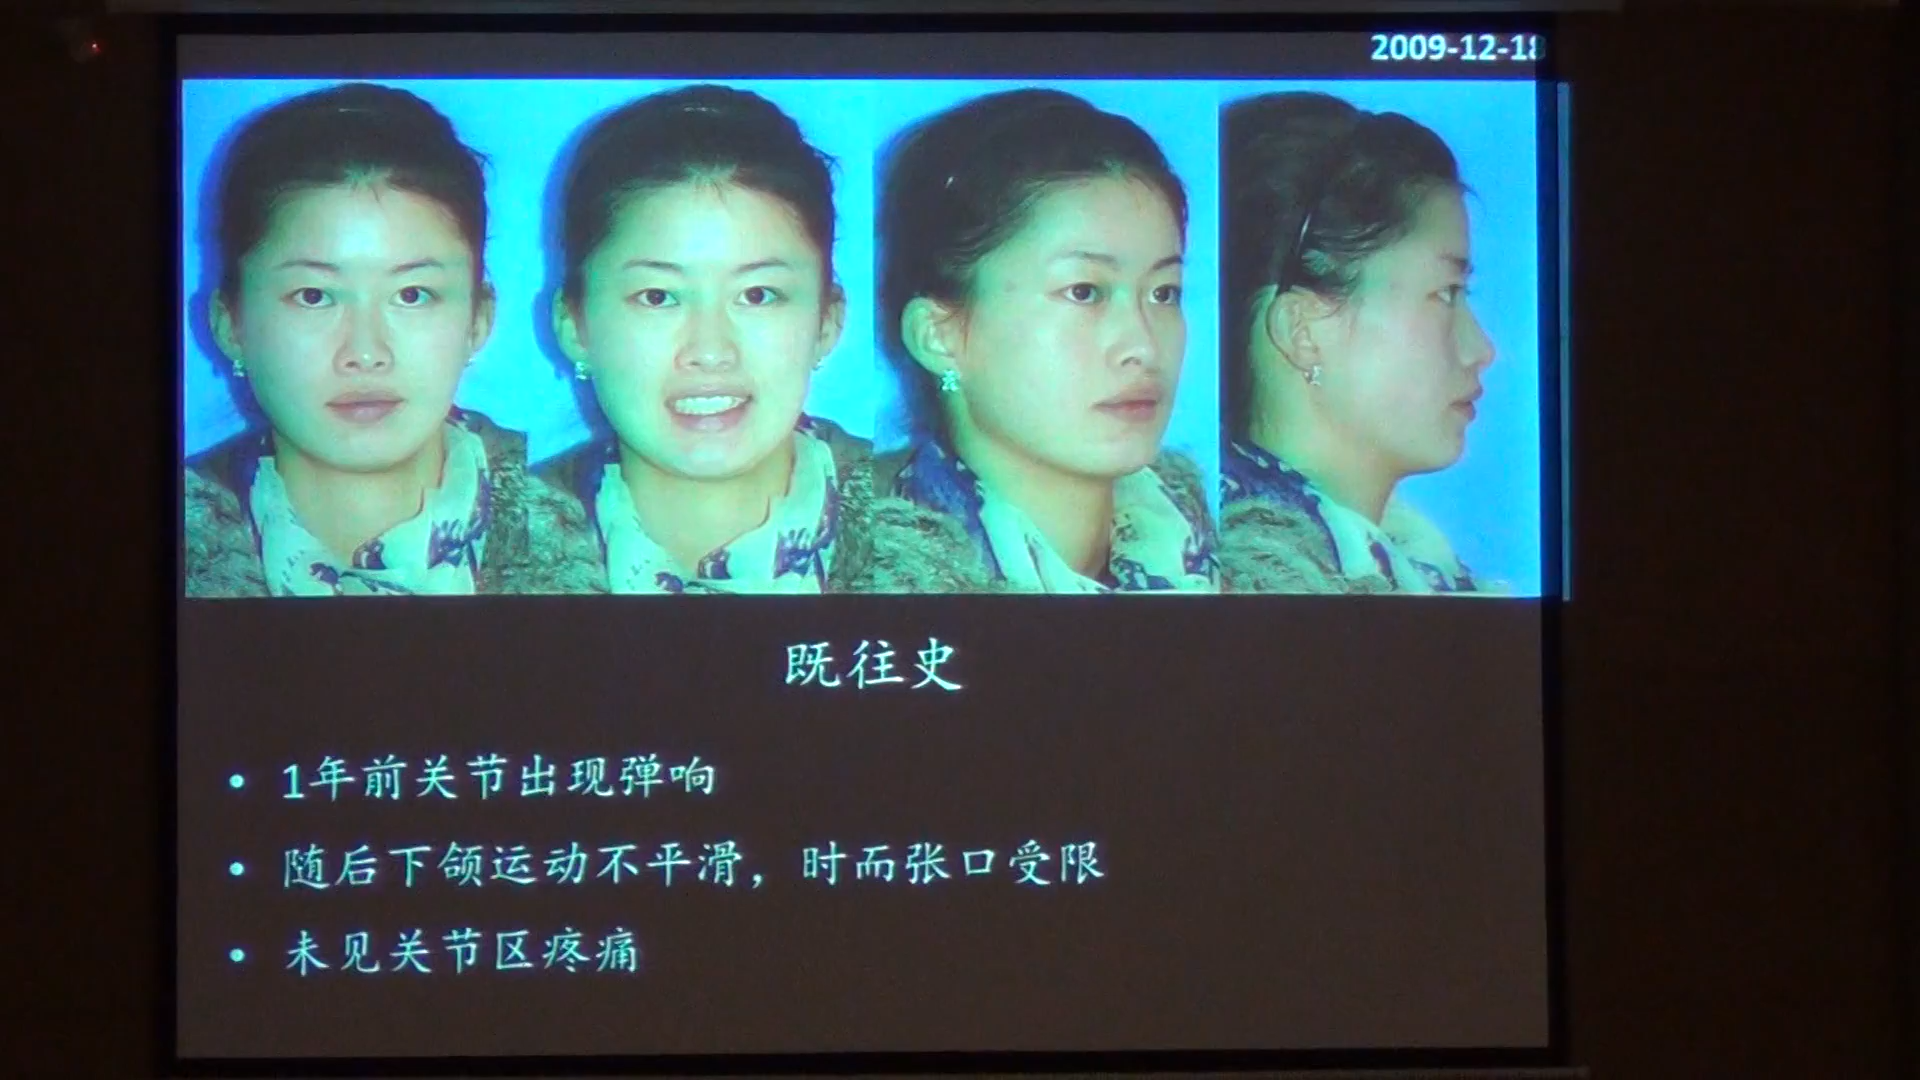 2009-12-18
既往史
• 1年前关节出现弹响
• 随后下颌运动不平滑，时而张口受限
• 未见关节区疼痛